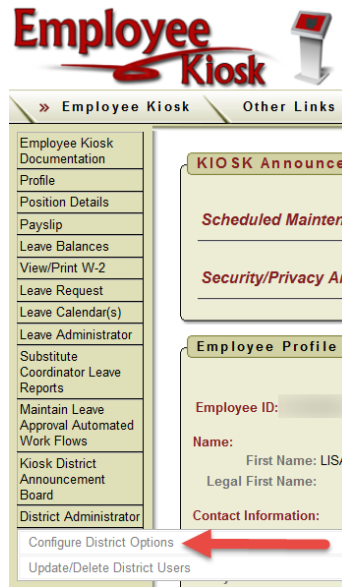 Employee
Kiosk
» Employee Kiosk
Other Links
Employee Kiosk
Documentation
Profile
Position Details
Payslip
Leave Balances
View/Print W-2
Leave Request
Leave Calendar(s)
Leave Administrator
Substitute
Coordinator Leave
Reports
Maintain Leave
Approval Automated
Work Flows
Kiosk District
Announcement
Board
District Administrator
Configure District Options
Update/Delete District Users
KIOSK Announce
Scheduled Mainten
Security/Privacy
Employee Profile
Employee ID:
Name:
First Name: LISA
Legal First Name:
Contact Information: